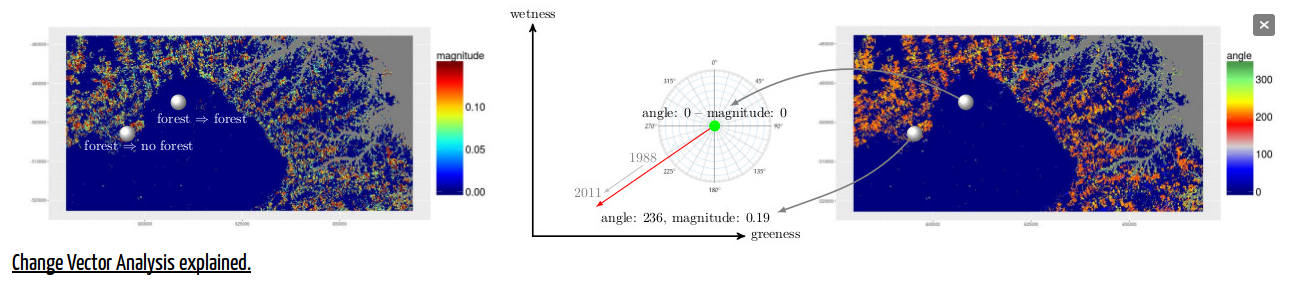 wetness
magnitude
0.10
0.05
0.00
forest ⇒ forest
forest ⇒ no forest
0°
45°
90°
135°
180°
225°
270°
315°
angle: 0 – magnitude: 0
1988
2011
angle: 236, magnitude: 0.19
greeness
angle
300
200
100
0
Change Vector Analysis explained.